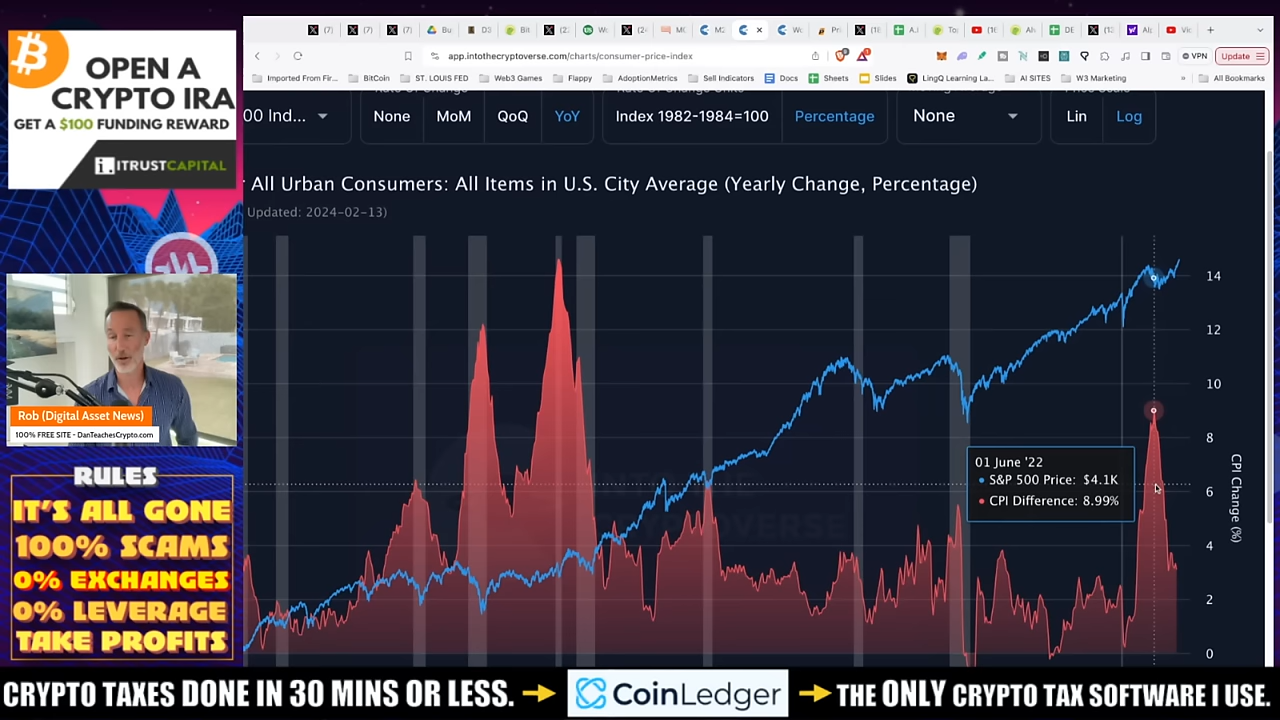 OPEN A
CRYPTO IRA
GET A $100 FUNDING REWARD
i. ITRUSTCAPITAL
Rob (Digital Asset News)
100% FREE SITE - DanTeachesCrypto.com
RULES
IT'S ALL GONE
100% SCAMS
0% EXCHANGES
0% LEVERAGE
TAKE PROFITS
app.intothecryptoverse.com/charts/consumer-price-index
VPN
Update
Imported From Fir...
BitCoin
ST. LOUIS FED
Web3 Games
Flappy
AdoptionMetrics
Sell Indicators
Docs
Sheets
Slides
LingQ Learning La...
AI SITES
W3 Marketing
»
All Bookmarks
00 Ind...
None
MoM
QoQ
YoY
Index 1982-1984=100
Percentage
None
Lin
Log
All Urban Consumers: All Items in U.S. City Average (Yearly Change, Percentage)
Updated: 2024-02-13)
14
12
10
8
6
4
2
0
CPI Change (%)
01 June '22
S&P 500 Price: $4.1K
CPI Difference: 8.99%
CRYPTO TAXES DONE IN 30 MINS OR LESS.
CoinLedger
THE ONLY CRYPTO TAX SOFTWARE I USE.